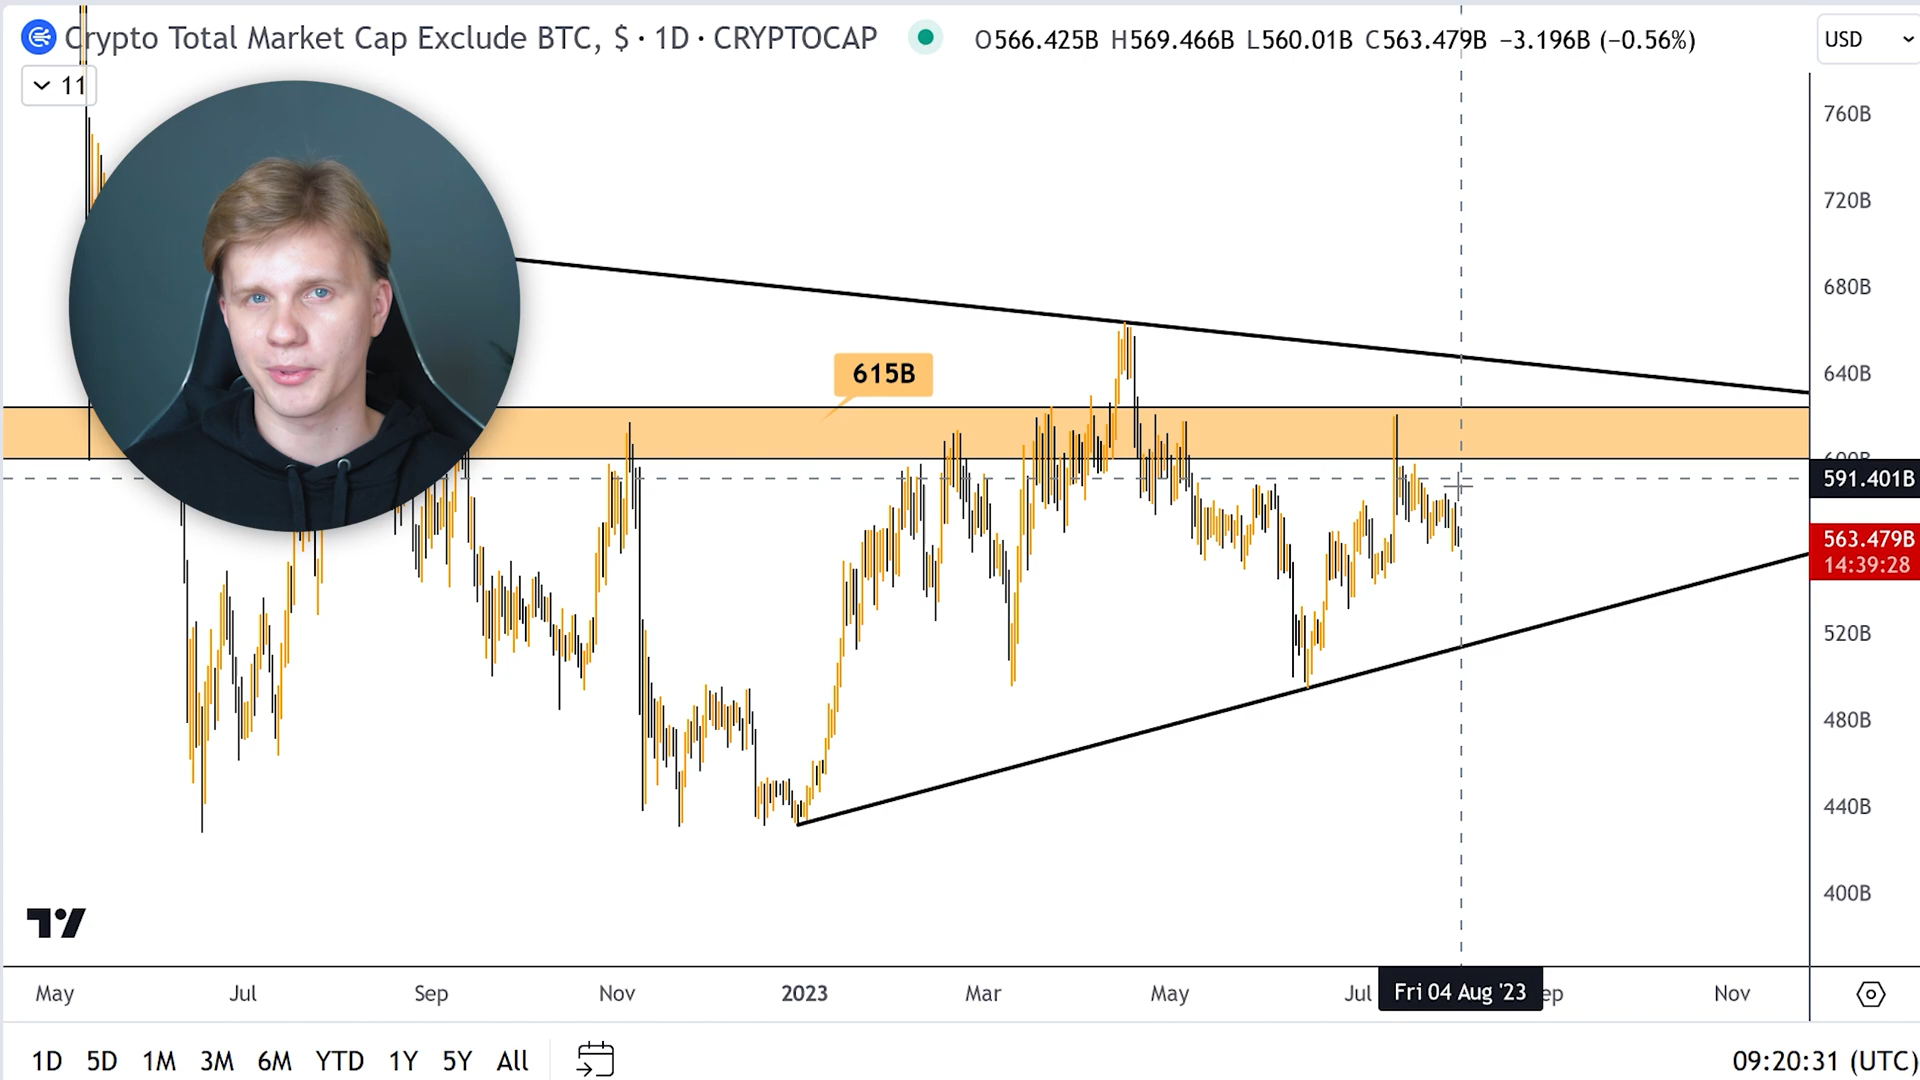 Crypto Total Market Cap Exclude BTC, $ · 1D · CRYPTOCAP
O566.425B H569.466B L560.01B C563.479B −3.196B (−0.56%)
USD
11
760B
720B
680B
640B
615B
600B
591.401B
563.479B
14:39:28
520B
480B
440B
400B
May Jul Sep Nov 2023 Mar May Jul Fri 04 Aug '23 ep Nov
1D 5D 1M 3M 6M YTD 1Y 5Y All
09:20:31 (UTC)